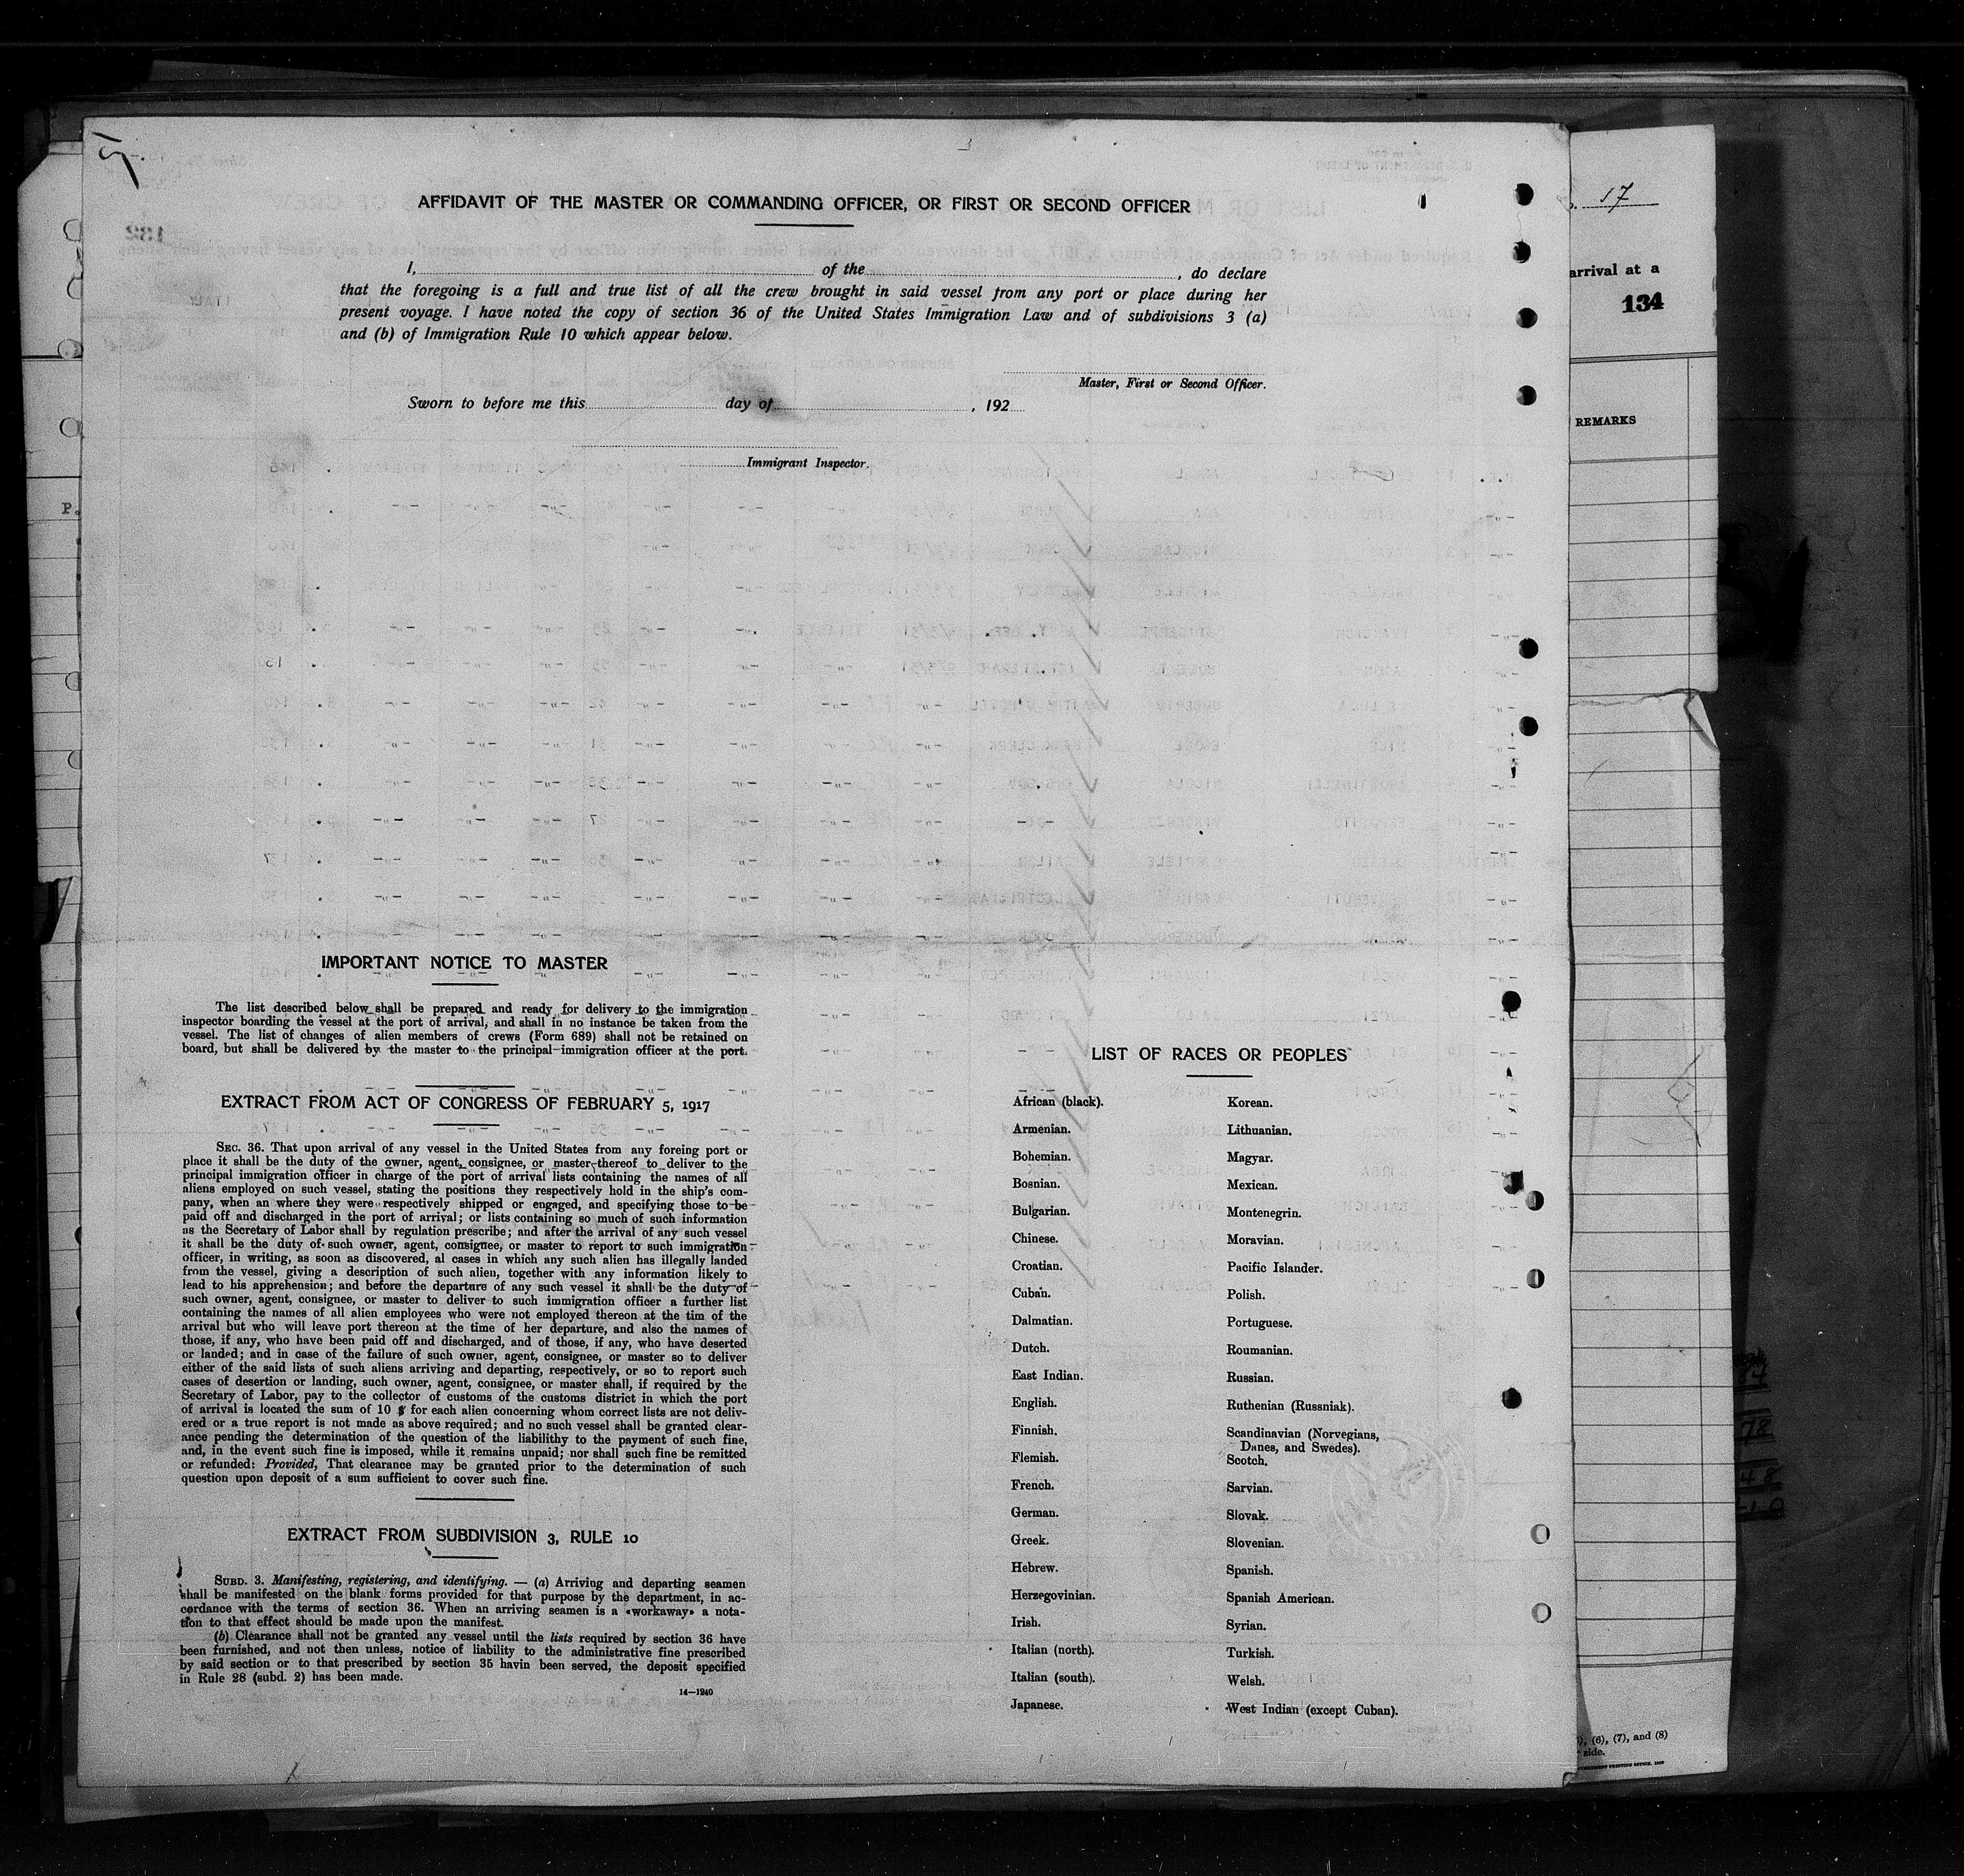 AFFIDAVIT OF THE MASTER OR COMMANDING OFFICER, OR FIRST OR SECOND OFFICER
I, of the , do declare
that the foregoing is a full and true list of all the crew brought in said vessel from any port or place during her
present voyage. I have noted the copy of section 36 of the United States Immigration Law and of subdivisions 3 (a)
and (b) of Immigration Rule 10 which appear below.
Master, First or Second Officer.
Sworn to before me this day of , 192
Immigrant Inspector.
IMPORTANT NOTICE TO MASTER
The list described below shall be prepared and ready for delivery to the immigration
inspector boarding the vessel at the port of arrival, and shall in no instance be taken from the
vessel. The list of changes of alien members of crews (Form 689) shall not be retained on
board, but shall be delivered by the master to the principal immigration officer at the port.
EXTRACT FROM ACT OF CONGRESS OF FEBRUARY 5, 1917
SEC. 36. That upon arrival of any vessel in the United States from any foreing port or
place it shall be the duty of the owner, agent, consignee, or master thereof to deliver to the
principal immigration officer in charge of the port of arrival lists containing the names of all
aliens employed on such vessel, stating the positions they respectively hold in the ship's com-
pany, when an where they were respectively shipped or engaged, and specifying those to be
paid off and discharged in the port of arrival; or lists containing so much of such information
as the Secretary of Labor shall by regulation prescribe; and after the arrival of any such vessel
it shall be the duty of such owner, agent, consignee, or master to report to such immigration
officer, in writing, as soon as discovered, al cases in which any such alien has illegally landed
from the vessel, giving a description of such alien, together with any information likely to
lead to his apprehension; and before the departure of any such vessel it shall be the duty of
such owner, agent, consignee, or master to deliver to such immigration officer a further list
containing the names of all alien employees who were not employed thereon at the tim of the
arrival but who will leave port thereon at the time of her departure, and also the names of
those, if any, who have been paid off and discharged, and of those, if any, who have deserted
or landed; and in case of the failure of such owner, agent, consignee, or master so to deliver
either of the said lists of such aliens arriving and departing, respectively, or so to report such
cases of desertion or landing, such owner, agent, consignee, or master shall, if required by the
Secretary of Labor, pay to the collector of customs of the customs district in which the port
of arrival is located the sum of 10 $ for each alien concerning whom correct lists are not deliv-
ered or a true report is not made as above required; and no such vessel shall be granted clear-
ance pending the determination of the question of the liabilithy to the payment of such fine,
and, in the event such fine is imposed, while it remains unpaid; nor shall such fine be remitted
or refunded: Provided, That clearance may be granted prior to the determination of such
question upon deposit of a sum sufficient to cover such fine.
EXTRACT FROM SUBDIVISION 3, RULE 10
SUBD. 3. Manifesting, registering, and identifying. — (a) Arriving and departing seamen
shall be manifested on the blank forms provided for that purpose by the department, in ac-
cordance with the terms of section 36. When an arriving seamen is a «workaway» a nota-
tion to that effect should be made upon the manifest.
(b) Clearance shall not be granted any vessel until the lists required by section 36 have
been furnished, and not then unless, notice of liability to the administrative fine prescribed
by said section or to that prescribed by section 35 havin been served, the deposit specified
in Rule 28 (subd. 2) has been made.
14—1240
LIST OF RACES OR PEOPLES
African (black).
Armenian.
Bohemian.
Bosnian.
Bulgarian.
Chinese.
Croatian.
Cuban.
Dalmatian.
Dutch.
East Indian.
English.
Finnish.
Flemish.
French.
German.
Greek.
Hebrew.
Herzegovinian.
Irish.
Italian (north).
Italian (south).
Japanese.
Korean.
Lithuanian.
Magyar.
Mexican.
Montenegrin.
Moravian.
Pacific Islander.
Polish.
Portuguese.
Roumanian.
Russian.
Ruthenian (Russniak).
Scandinavian (Norvegians,
Danes, and Swedes).
Scotch.
Sarvian.
Slovak.
Slovenian.
Spanish.
Spanish American.
Syrian.
Turkish.
Welsh.
West Indian (except Cuban).
17
arrival at a
134
REMARKS
P.
(6), (7), and (8)
side.
78
48